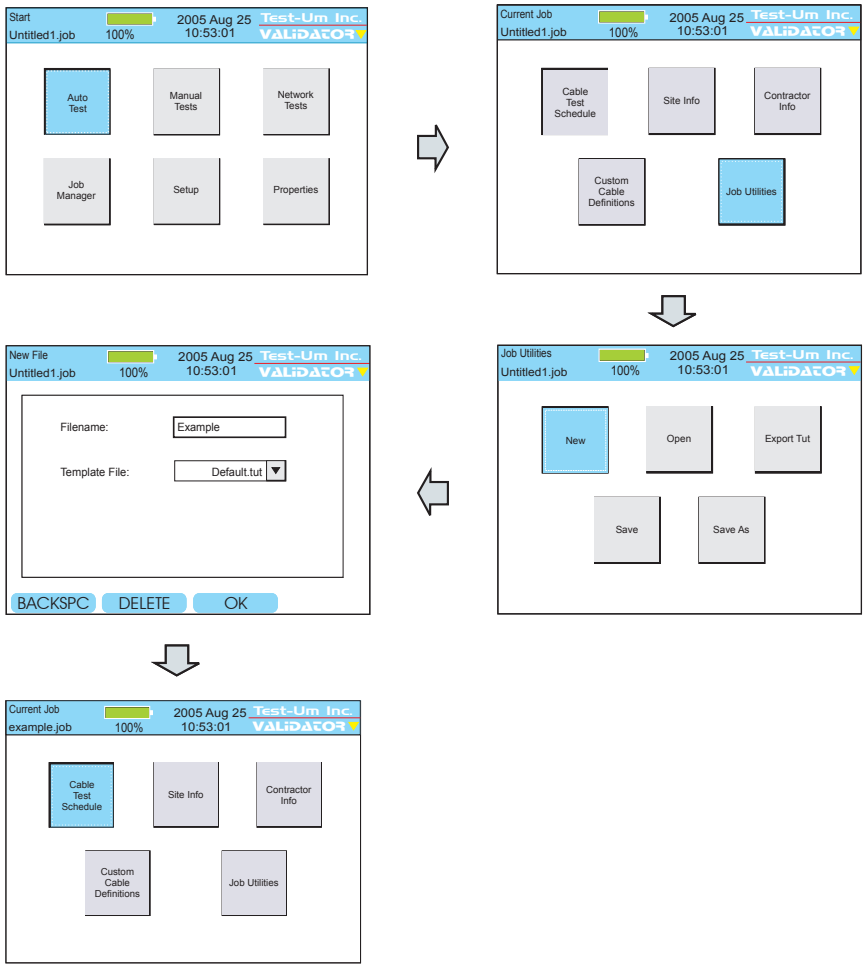 Start
2005 Aug 25
Test-Um Inc.
Untitled1.job
100%
10:53:01
VALiDATOR
Auto
Test
Manual
Tests
Network
Tests
Job
Manager
Setup
Properties
Current Job
2005 Aug 25
Test-Um Inc.
Untitled1.job
100%
10:53:01
VALiDATOR
Cable
Test
Schedule
Site Info
Contractor
Info
Custom
Cable
Definitions
Job Utilities
Job Utilities
2005 Aug 25
Test-Um Inc.
Untitled1.job
100%
10:53:01
VALiDATOR
New
Open
Export Tut
Save
Save As
New File
2005 Aug 25
Test-Um Inc.
Untitled1.job
100%
10:53:01
VALiDATOR
Filename:
Example
Template File:
Default.tut
BACKSPC
DELETE
OK
Current Job
2005 Aug 25
Test-Um Inc.
example.job
100%
10:53:01
VALiDATOR
Cable
Test
Schedule
Site Info
Contractor
Info
Custom
Cable
Definitions
Job Utilities